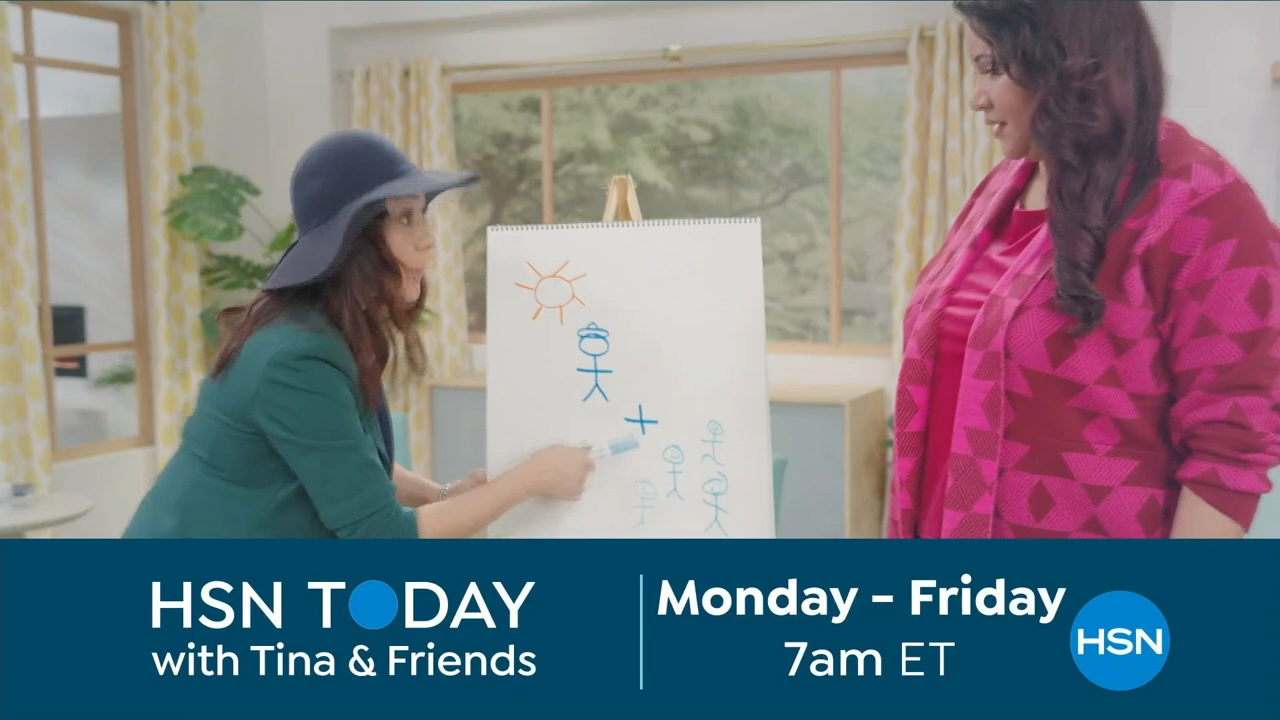 HSN TODAY
with Tina & Friends
Monday - Friday
7am ET
HSN